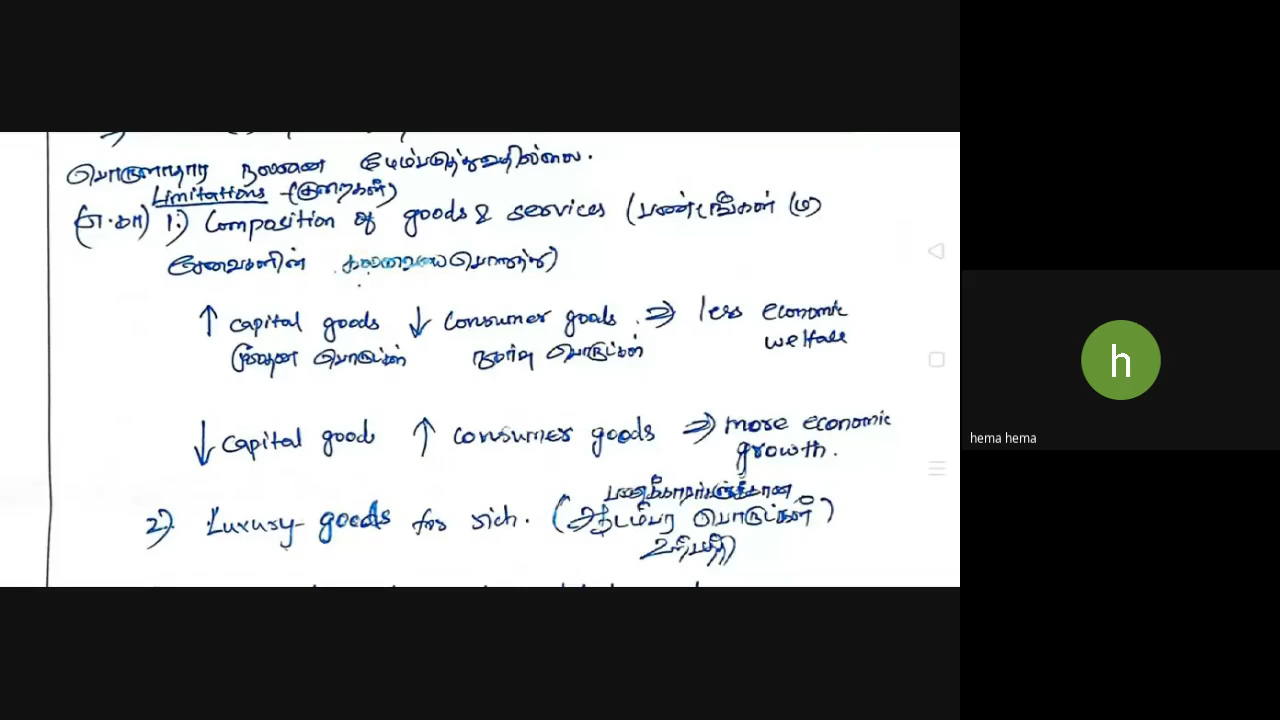 பொருளாதார நலனை மேம்படுத்துவதில்லை.
Limitations (குறைகள்)
(எ.கா) 1.) Composition of goods & services (பண்டங்கள் (ம)
சேவைகளின் பொறுத்து)
↑ capital goods ↓ consumer goods. ⇒ less economic
welfare
மூலதன பொருட்கள் நுகர்வு பொருட்கள்
↓ capital good ↑ consumer goods ⇒ more economic
growth.
பணக்காரர்களுக்கான
2). Luxury goods for rich. (ஆடம்பர பொருட்கள்)
உற்பத்தி
h
hema hema